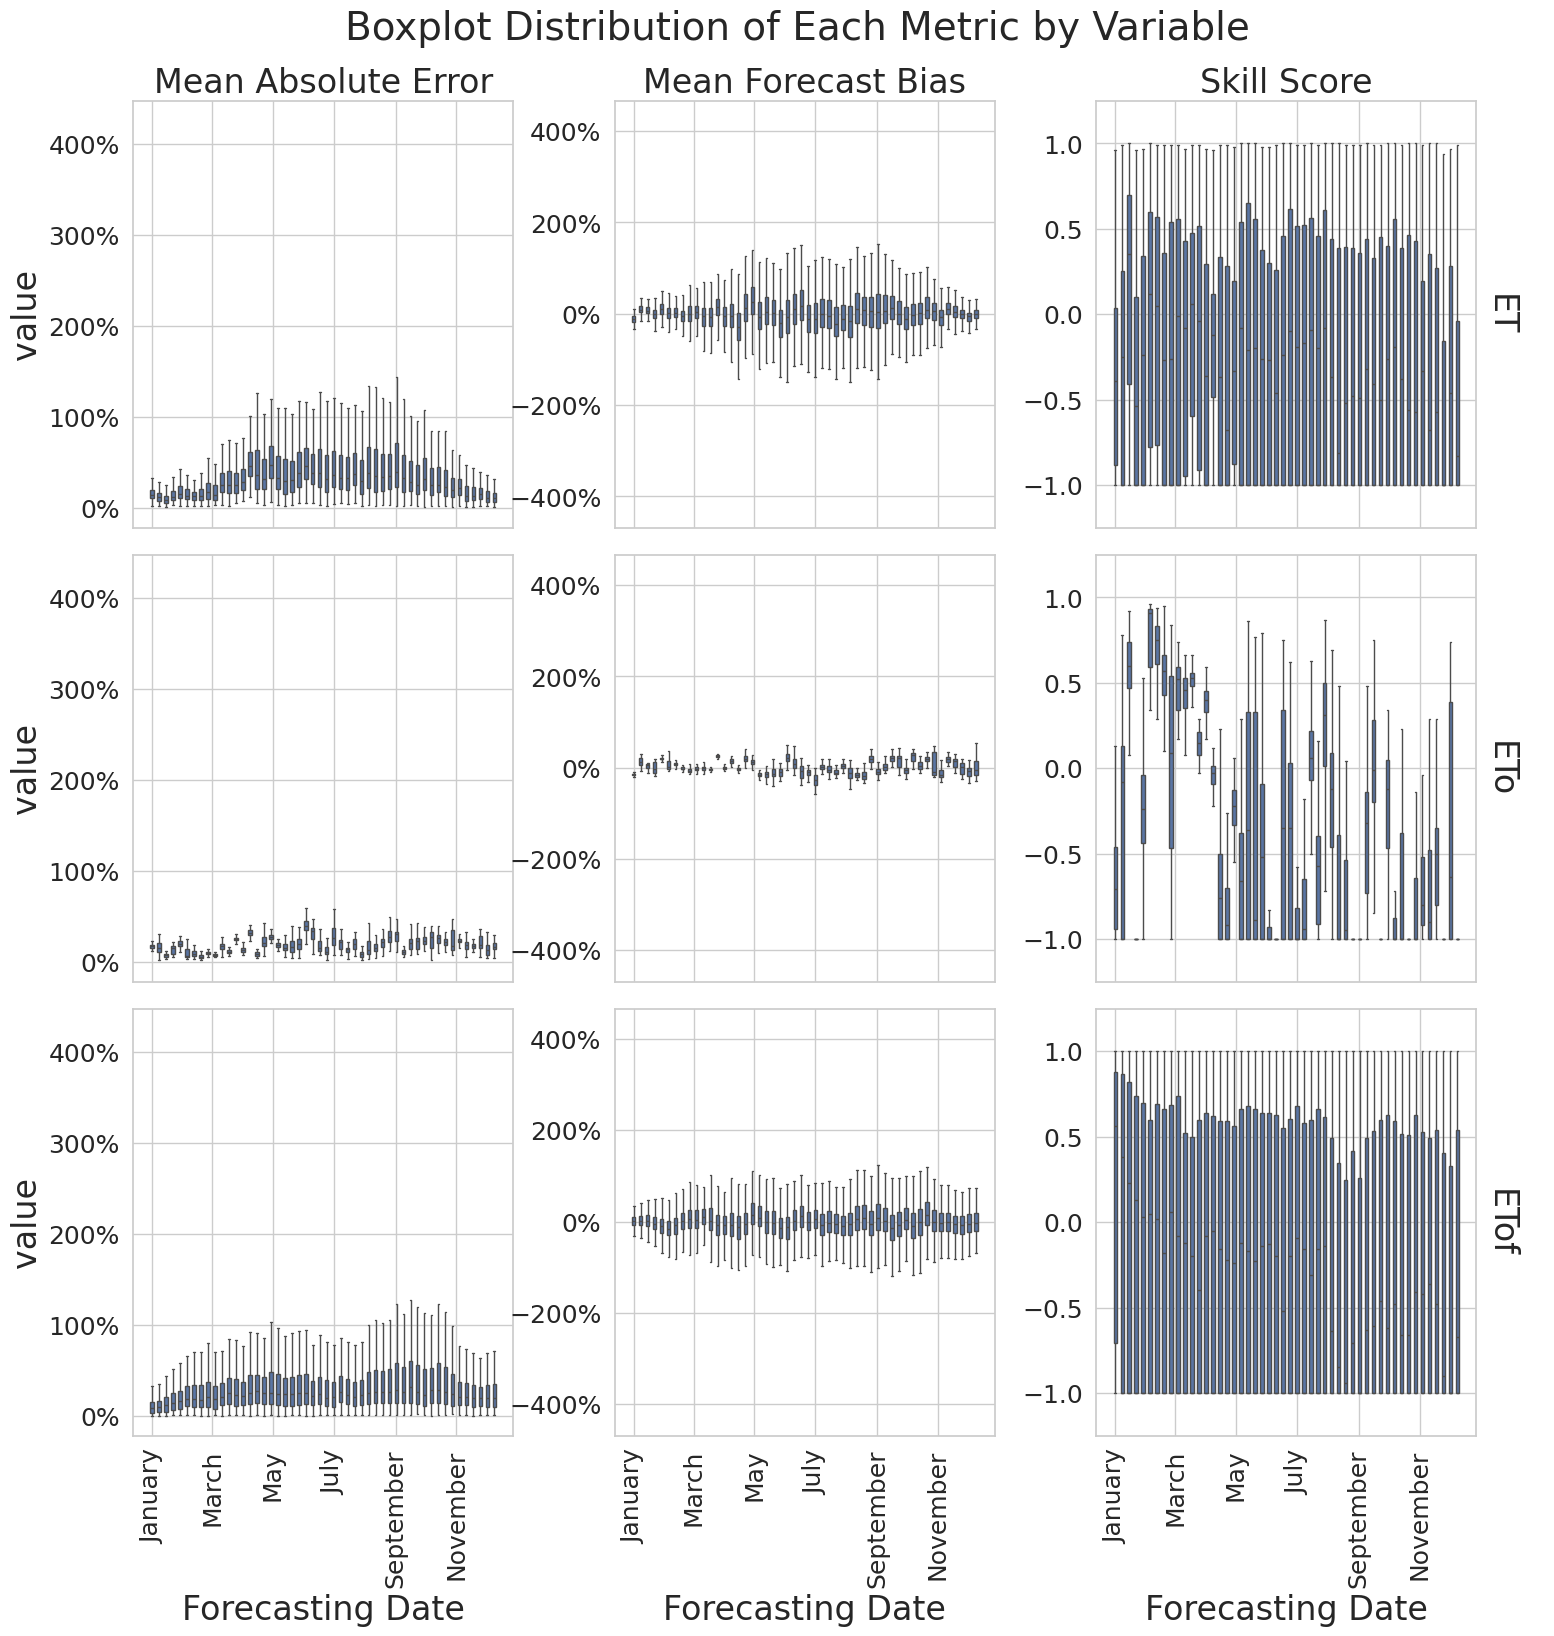 Boxplot Distribution of Each Metric by Variable
Mean Absolute Error
Mean Forecast Bias
Skill Score
value
400%
300%
200%
100%
0%
400%
200%
0%
−200%
−400%
1.0
0.5
0.0
−0.5
−1.0
ET
value
400%
300%
200%
100%
0%
400%
200%
0%
−200%
−400%
1.0
0.5
0.0
−0.5
−1.0
ETo
value
400%
300%
200%
100%
0%
400%
200%
0%
−200%
−400%
1.0
0.5
0.0
−0.5
−1.0
ETof
January
March
May
July
September
November
January
March
May
July
September
November
January
March
May
July
September
November
Forecasting Date
Forecasting Date
Forecasting Date